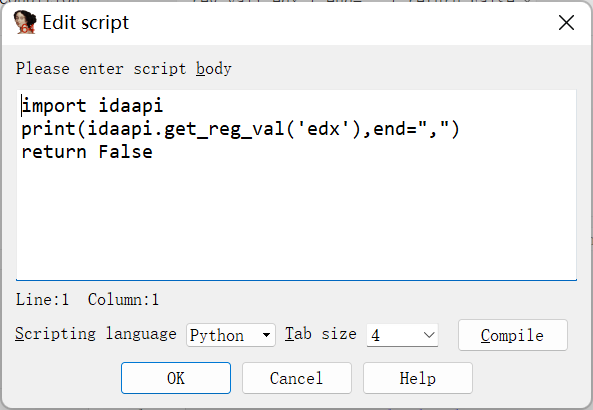 Edit script
Please enter script body
import idaapi
print(idaapi.get_reg_val('edx'),end=",")
return False
Line:1 Column:1
Scripting language Python Tab size 4 Compile
OK Cancel Help